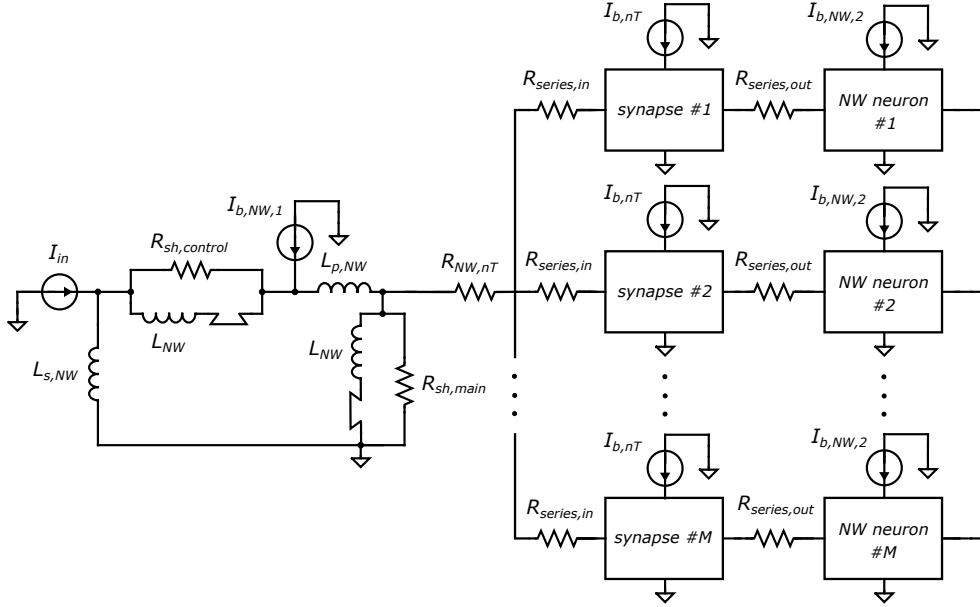 I_{b,nT}
I_{b,NW,2}
R_{series,in}
synapse #1
R_{series,out}
NW neuron
#1
I_{b,nT}
I_{b,NW,2}
I_{b,NW,1}
R_{sh,control}
I_{in}
L_{p,NW}
R_{NW,nT}
R_{series,in}
synapse #2
R_{series,out}
NW neuron
#2
L_{NW}
L_{NW}
L_{s,NW}
R_{sh,main}
I_{b,nT}
I_{b,NW,2}
R_{series,in}
synapse #M
R_{series,out}
NW neuron
#M